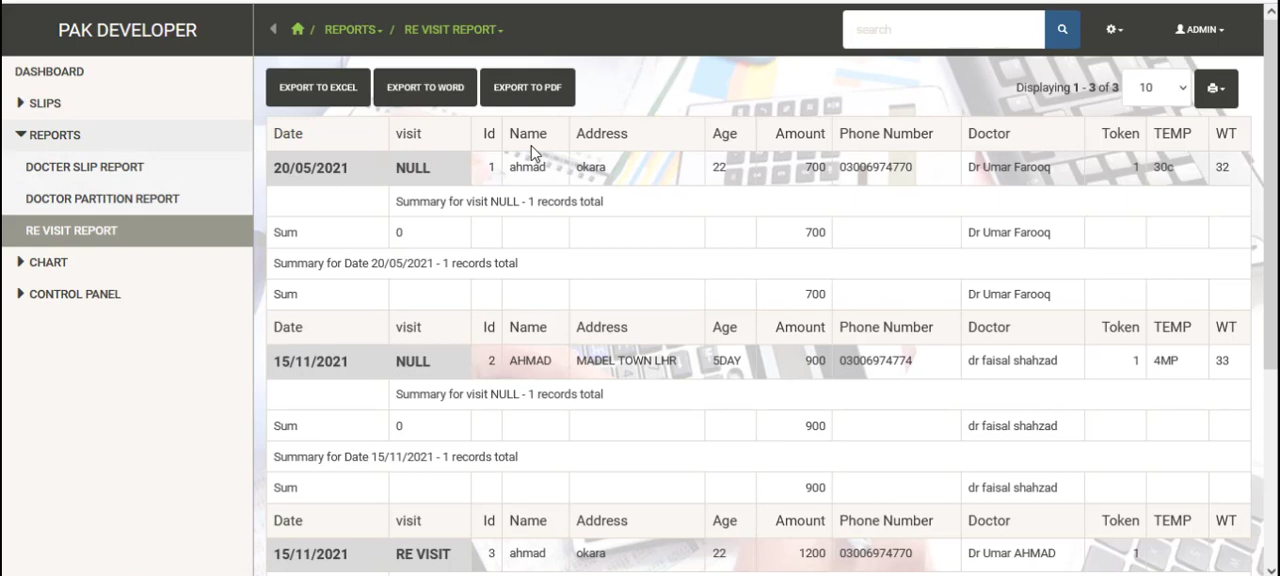 PAK DEVELOPER
/ REPORTS / RE VISIT REPORT
search
ADMIN
DASHBOARD
SLIPS
REPORTS
DOCTER SLIP REPORT
DOCTOR PARTITION REPORT
RE VISIT REPORT
CHART
CONTROL PANEL
EXPORT TO EXCEL EXPORT TO WORD EXPORT TO PDF Displaying 1 - 3 of 3 10
Date visit Id Name Address Age Amount Phone Number Doctor Token TEMP WT
20/05/2021 NULL 1 ahmad okara 22 700 03006974770 Dr Umar Farooq 1 30c 32
Summary for visit NULL - 1 records total
Sum 0 700 Dr Umar Farooq
Summary for Date 20/05/2021 - 1 records total
Sum 700 Dr Umar Farooq
Date visit Id Name Address Age Amount Phone Number Doctor Token TEMP WT
15/11/2021 NULL 2 AHMAD MADEL TOWN LHR 5DAY 900 03006974774 dr faisal shahzad 1 4MP 33
Summary for visit NULL - 1 records total
Sum 0 900 dr faisal shahzad
Summary for Date 15/11/2021 - 1 records total
Sum 900 dr faisal shahzad
Date visit Id Name Address Age Amount Phone Number Doctor Token TEMP WT
15/11/2021 RE VISIT 3 ahmad okara 22 1200 03006974770 Dr Umar AHMAD 1